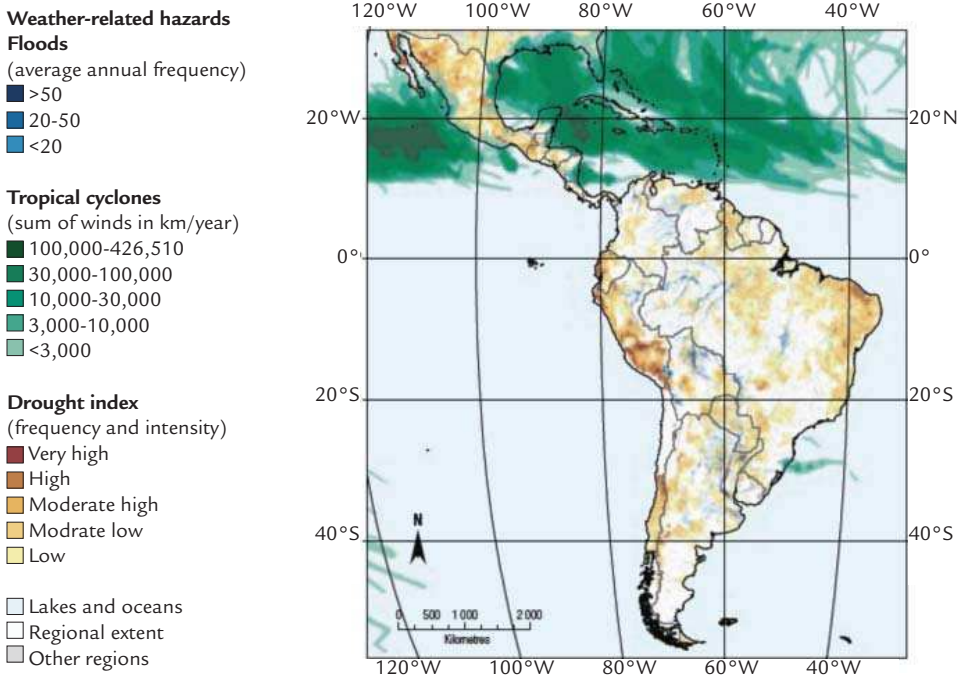 Weather-related hazards
Floods
(average annual frequency)
>50
20-50
<20
Tropical cyclones
(sum of winds in km/year)
100,000-426,510
30,000-100,000
10,000-30,000
3,000-10,000
<3,000
Drought index
(frequency and intensity)
Very high
High
Moderate high
Modrate low
Low
Lakes and oceans
Regional extent
Other regions
120°W 100°W 80°W 60°W 40°W
20°W 20°N
0° 0°
20°S 20°S
40°S 40°S
N
0 500 1000 2000
Kilometres
120°W 100°W 80°W 60°W 40°W